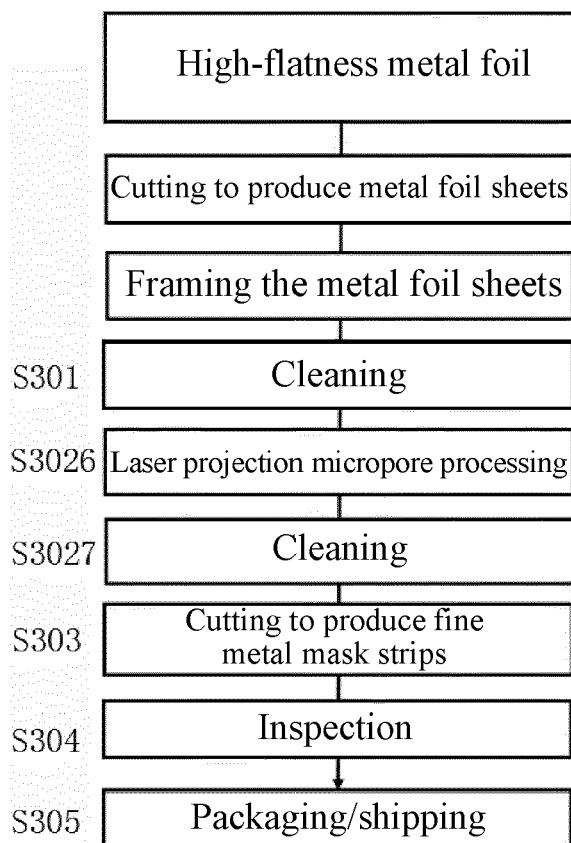 High-flatness metal foil
Cutting to produce metal foil sheets
Framing the metal foil sheets
S301 Cleaning
S3026 Laser projection micropore processing
S3027 Cleaning
S303 Cutting to produce fine
metal mask strips
S304 Inspection
S305 Packaging/shipping